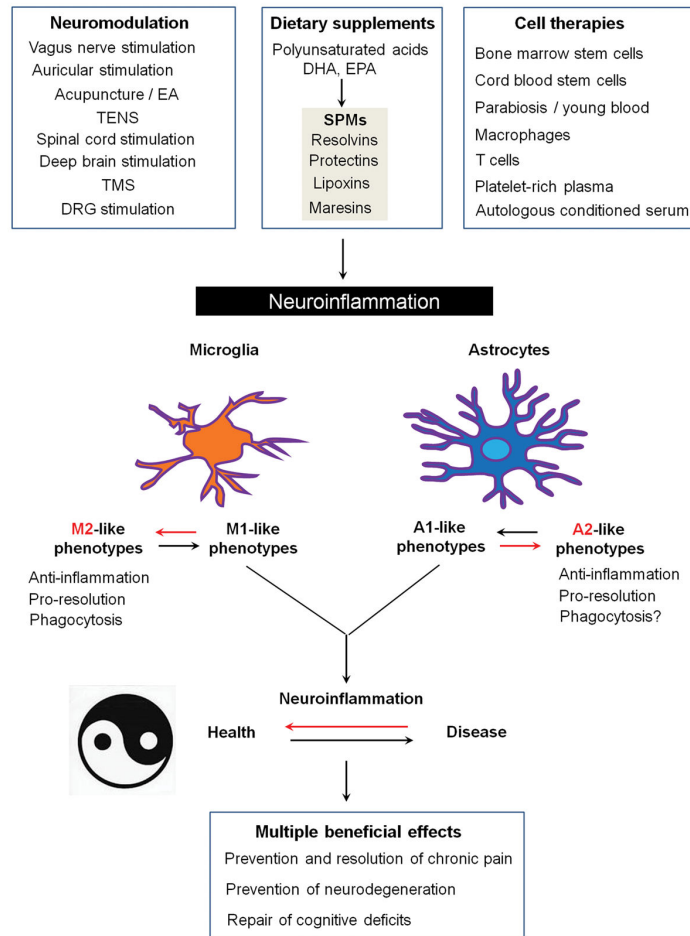 Neuromodulation
Vagus nerve stimulation
Auricular stimulation
Acupuncture / EA
TENS
Spinal cord stimulation
Deep brain stimulation
TMS
DRG stimulation
Dietary supplements
Polyunsaturated acids
DHA, EPA
SPMs
Resolvins
Protectins
Lipoxins
Maresins
Cell therapies
Bone marrow stem cells
Cord blood stem cells
Parabiosis / young blood
Macrophages
T cells
Platelet-rich plasma
Autologous conditioned serum
Neuroinflammation
Microglia
Astrocytes
M2-like
phenotypes
Anti-inflammation
Pro-resolution
Phagocytosis
M1-like
phenotypes
A1-like
phenotypes
A2-like
phenotypes
Anti-inflammation
Pro-resolution
Phagocytosis?
Neuroinflammation
Health
Disease
Multiple beneficial effects
Prevention and resolution of chronic pain
Prevention of neurodegeneration
Repair of cognitive deficits